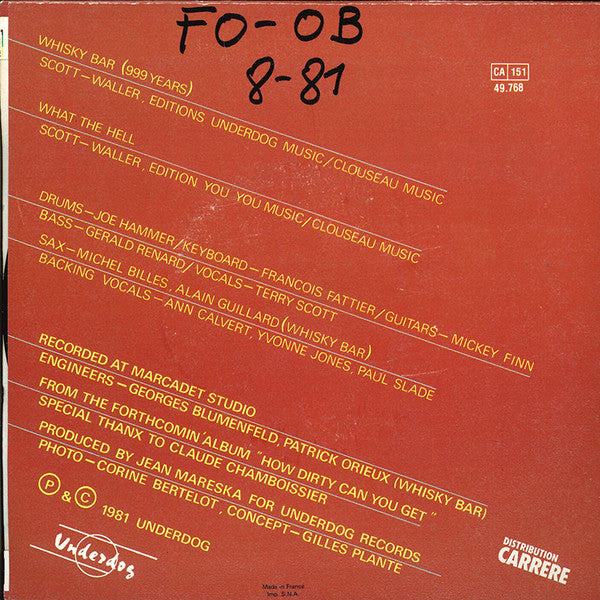 FO-OB
8-81
CA 151
49.768
WHISKY BAR (999 YEARS)
SCOTT-WALLER, EDITIONS UNDERDOG MUSIC/CLOUSEAU MUSIC
WHAT THE HELL
SCOTT-WALLER, EDITION YOU YOU MUSIC/CLOUSEAU MUSIC
DRUMS-JOE HAMMER/KEYBOARD-FRANCOIS FATTIER/GUITARS-MICKEY FINN
BASS-GERALD RENARD/VOCALS-TERRY SCOTT
SAX-MICHEL BILLES, ALAIN GUILLARD (WHISKY BAR)
BACKING VOCALS-ANN CALVERT, YVONNE JONES, PAUL SLADE
RECORDED AT MARCADET STUDIO
ENGINEERS-GEORGES BLUMENFELD, PATRICK ORIEUX (WHISKY BAR)
FROM THE FORTHCOMIN'ALBUM "HOW DIRTY CAN YOU GET"
SPECIAL THANX TO CLAUDE CHAMBOISSIER
PRODUCED BY JEAN MARESKA FOR UNDERDOG RECORDS
PHOTO-CORINE BERTELOT, CONCEPT-GILLES PLANTE
Ⓟ & © 1981 UNDERDOG
Underdog
DISTRIBUTION
CARRERE
Made in France
Imp. S.N.A.